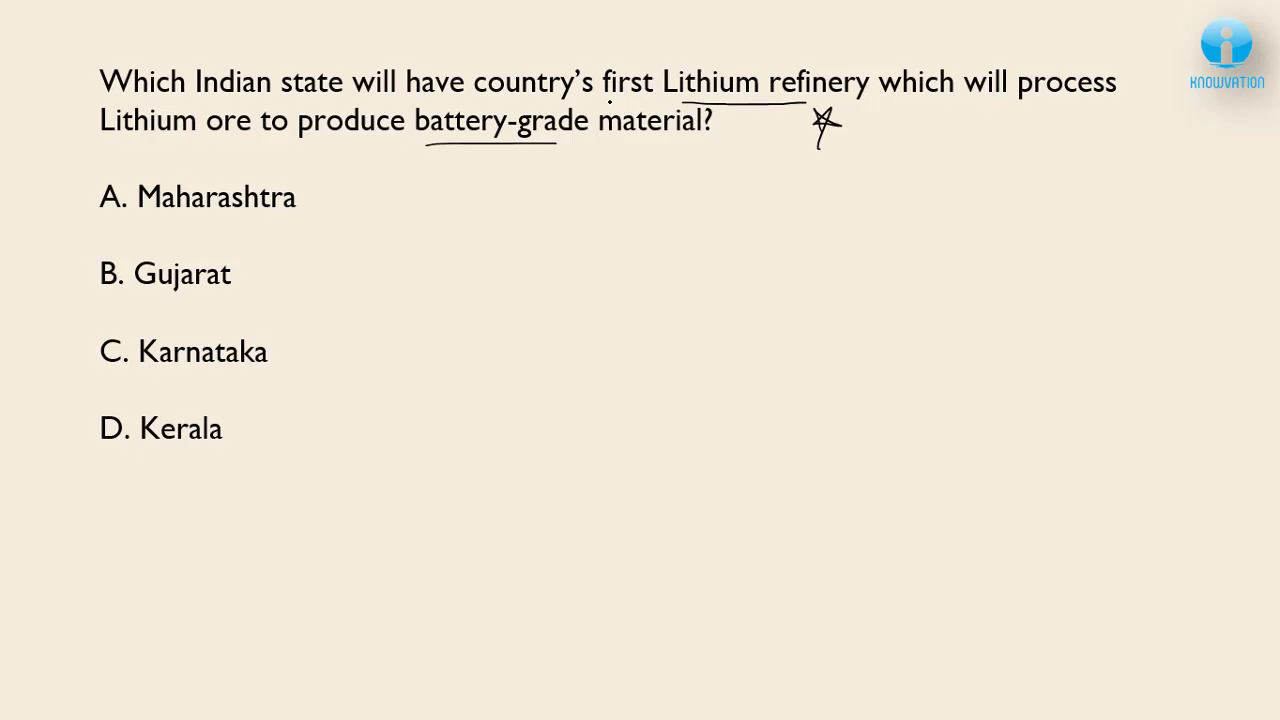 Which Indian state will have country's first Lithium refinery which will process
Lithium ore to produce battery-grade material?
A. Maharashtra
B. Gujarat
C. Karnataka
D. Kerala
KNOWVATION